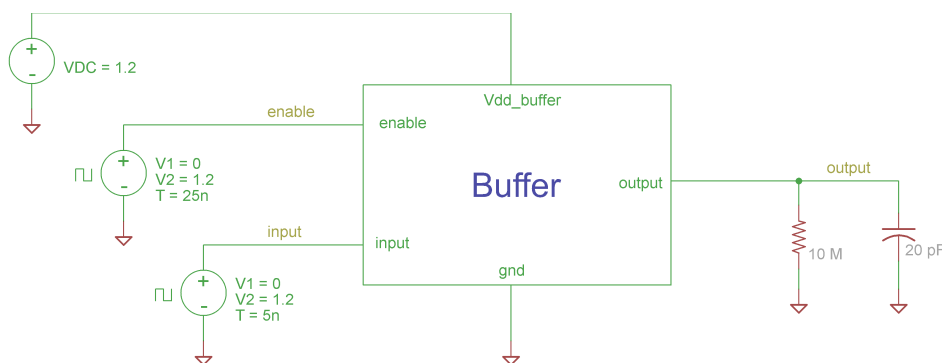 VDC = 1.2
Vdd_buffer
enable
enable
V1 = 0
V2 = 1.2
T = 25n
Buffer
output
output
input
input
10 M
20 pF
gnd
V1 = 0
V2 = 1.2
T = 5n